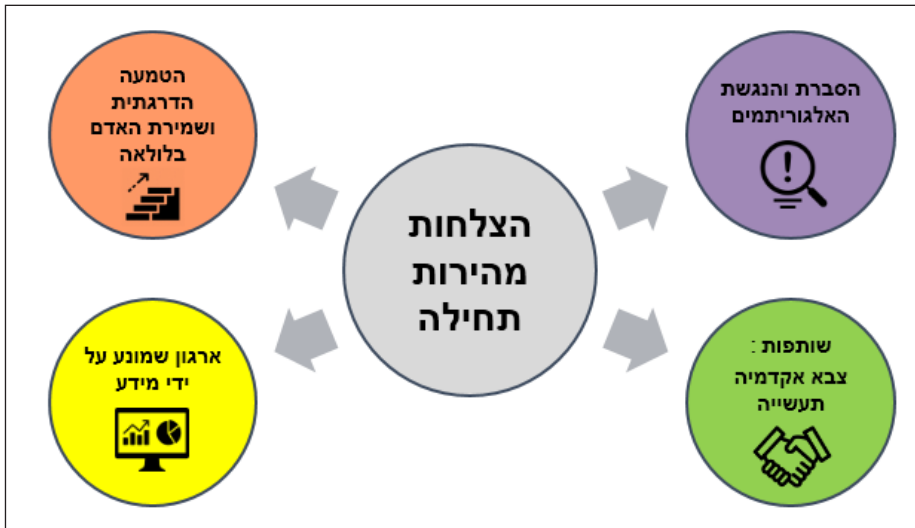 הסברת והנגשת
האלגוריתמים
הטמעה
הדרגתית
ושמירת האדם
בלולאה
הצלחות
מהירות
תחילה
שותפות :
צבא אקדמיה
תעשייה
ארגון שמונע על
ידי מידע